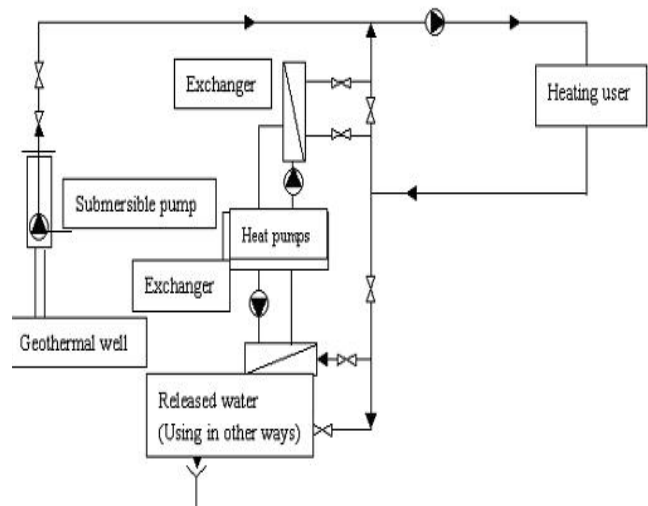 Exchanger
Heating user
Submersible pump
Heat pumps
Exchanger
Geothermal well
Released water
(Using in other ways)